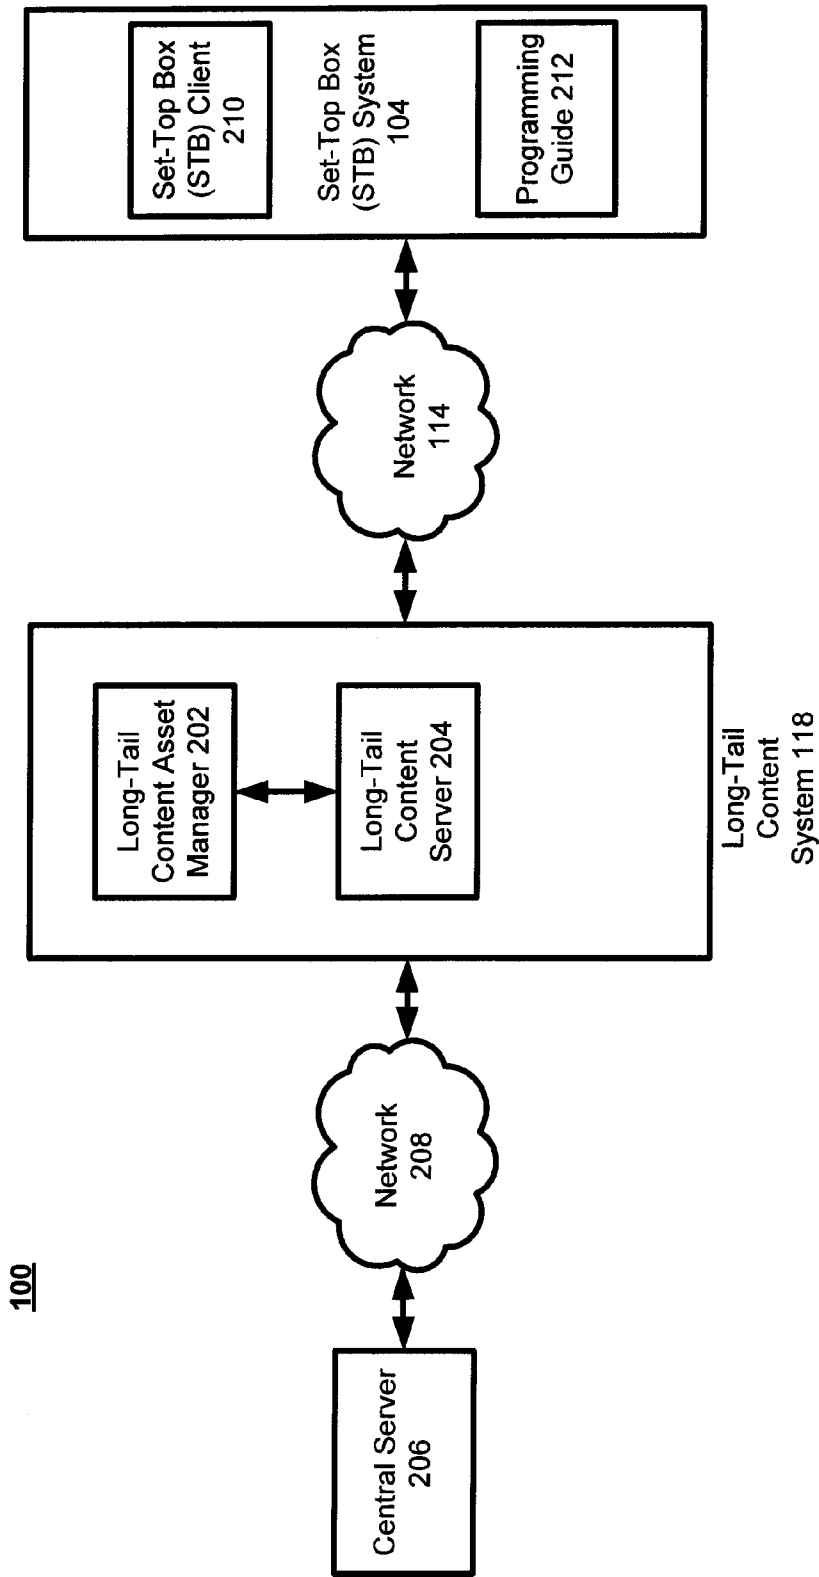 100
Central Server
206
Network
208
Long-Tail
Content Asset
Manager 202
Long-Tail
Content
Server 204
Long-Tail
Content
System 118
Network
114
Set-Top Box
(STB) Client
210
Set-Top Box
(STB) System
104
Programming
Guide 212